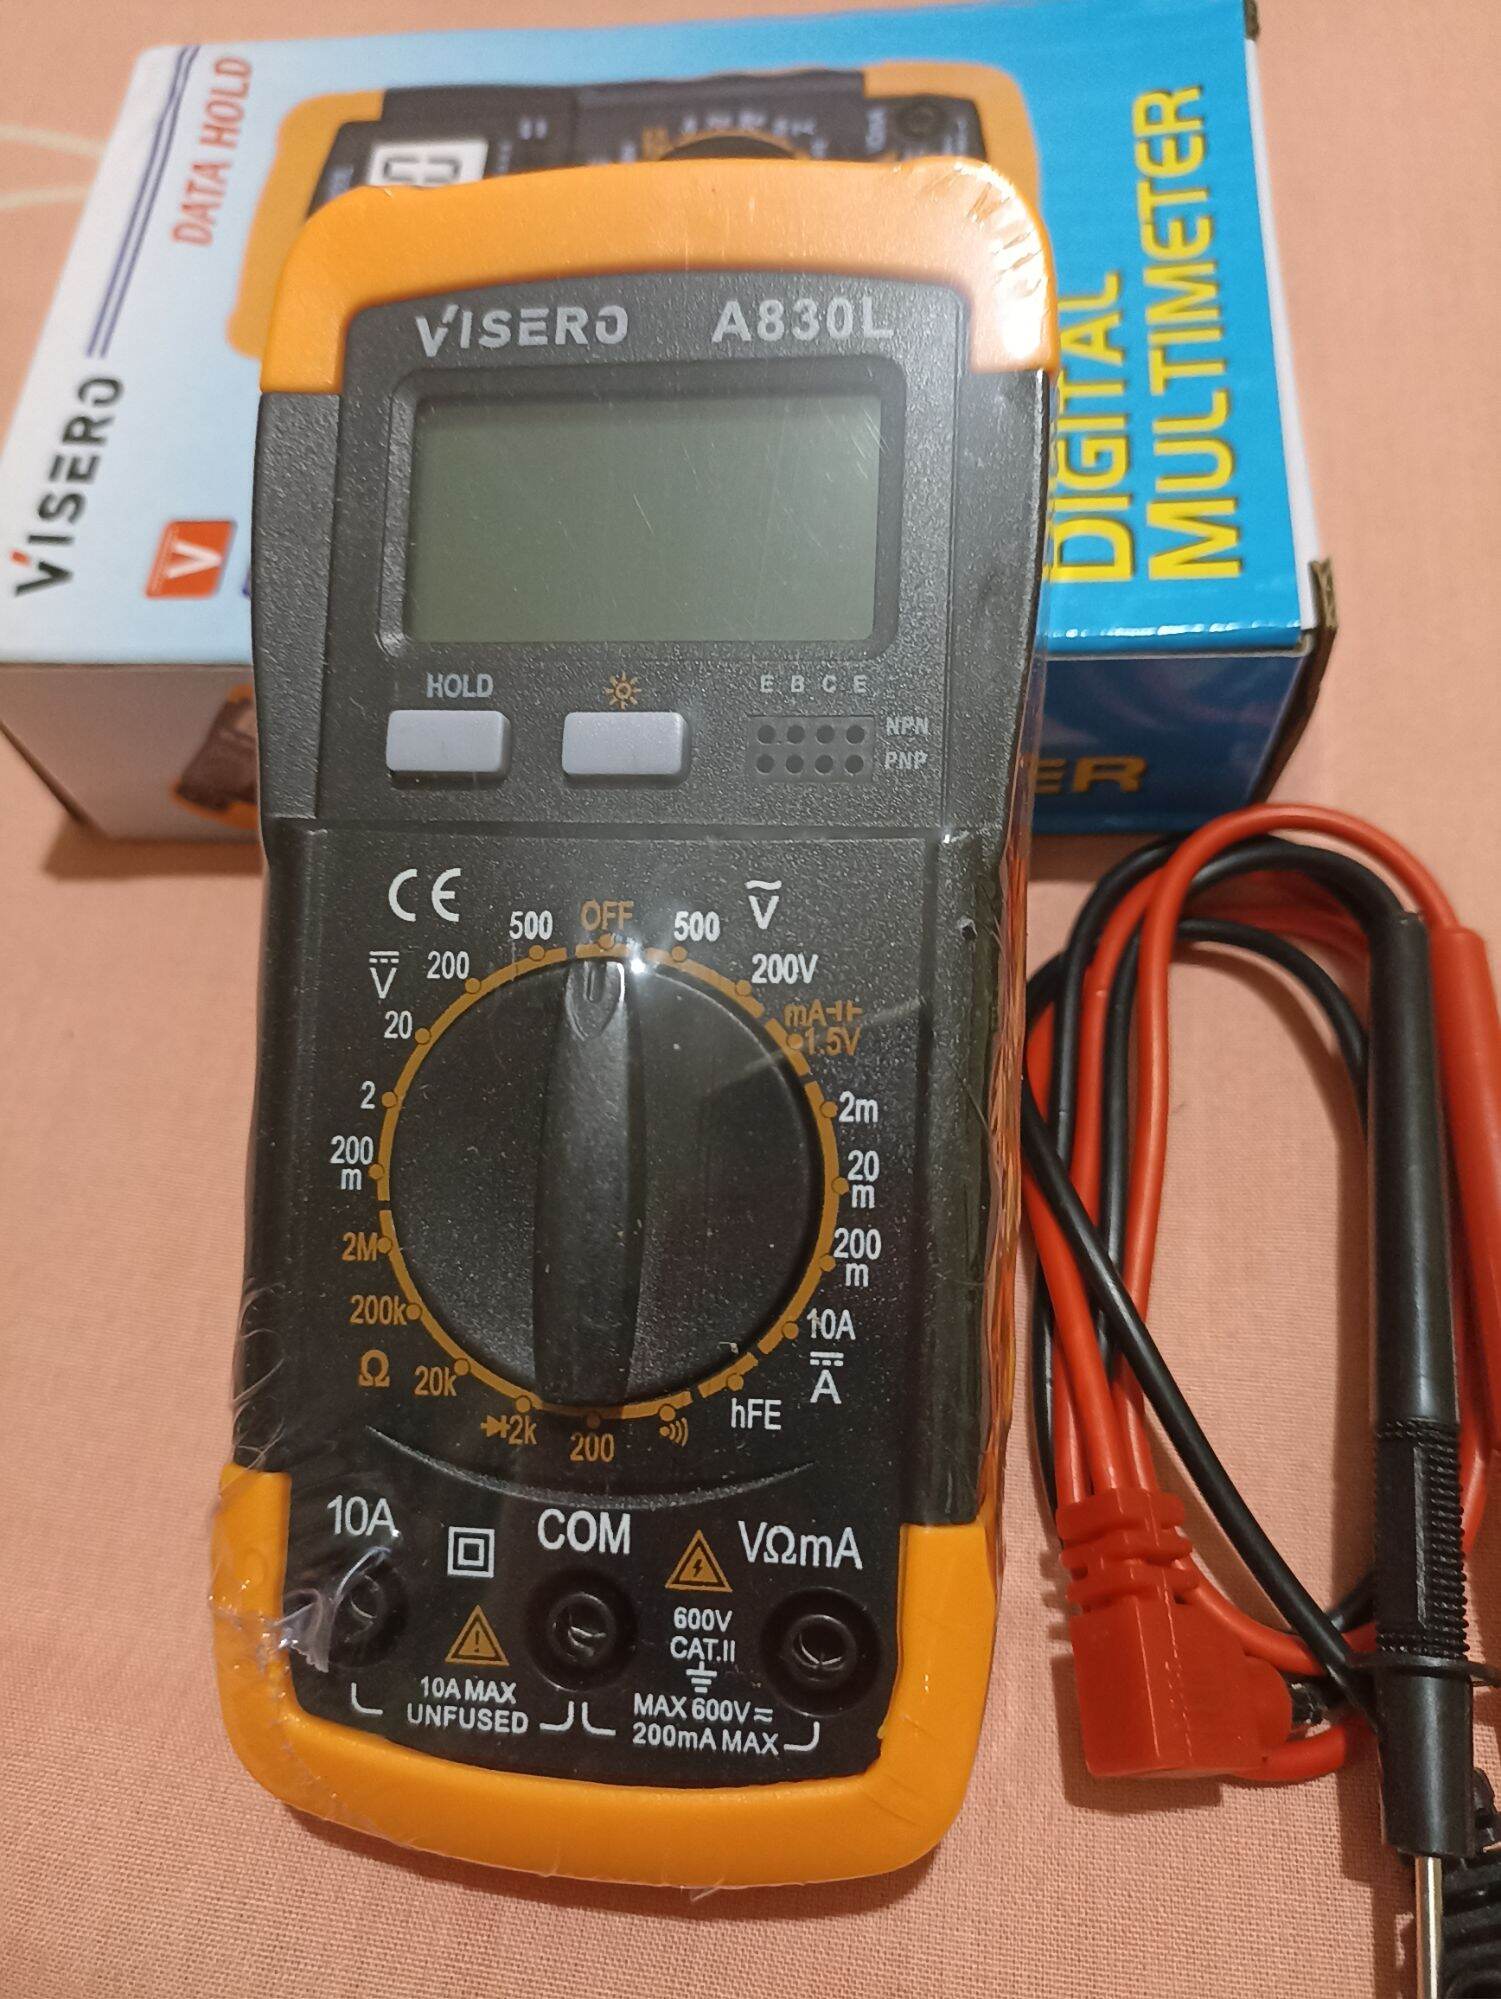 DATA HOLD
VISERO
V
DIGITAL
MULTIMETER
ER
VISERO A830L
HOLD
E B C E
NPN
PNP
CE
OFF
500
200
V
20
2
200
m
2M
200k
Ω
20k
2k
200
hFE
A
10A
200
m
20
m
2m
1.5V
mA
200V
V
500
10A
COM
VΩmA
600V
CAT.II
10A MAX
UNFUSED
MAX 600V
200mA MAX